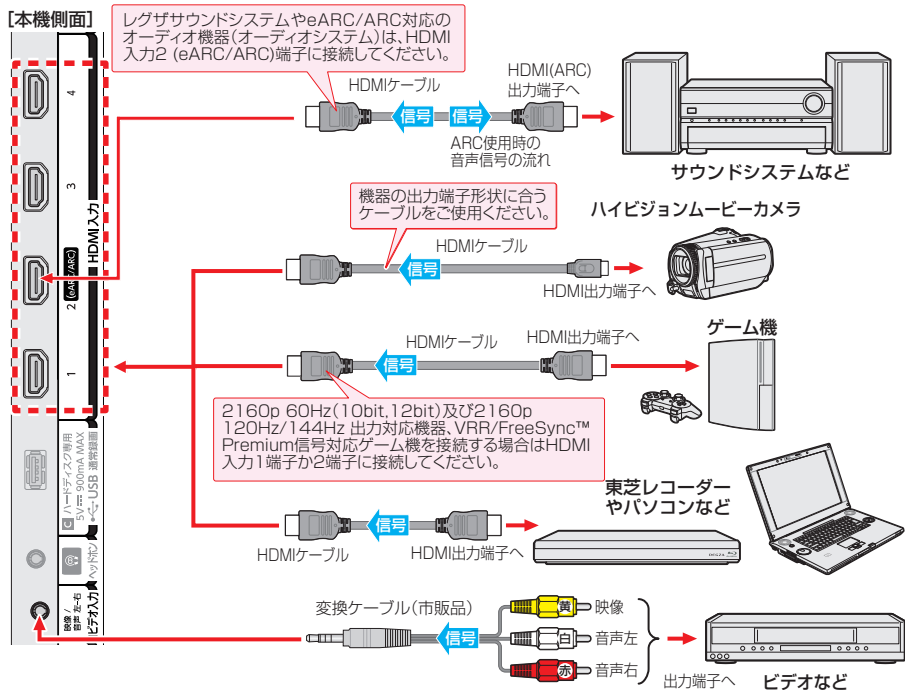 [本機側面]
レグザサウンドシステムやeARC/ARC対応の
オーディオ機器(オーディオシステム)は、HDMI
入力2 (eARC/ARC)端子に接続してください。
HDMIケーブル
HDMI(ARC)
出力端子へ
信号
信号
ARC使用時の
音声信号の流れ
サウンドシステムなど
4
3
2 (eARC/ARC)
1
HDMI 入力
機器の出力端子形状に合う
ケーブルをご使用ください。
ハイビジョンムービーカメラ
HDMIケーブル
信号
HDMI出力端子へ
ゲーム機
HDMIケーブル
HDMI出力端子へ
信号
2160p 60Hz(10bit,12bit)及び2160p
120Hz/144Hz 出力対応機器、VRR/FreeSync™
Premium信号対応ゲーム機を接続する場合はHDMI
入力1端子か2端子に接続してください。
C ハードディスク専用
5V 900mA MAX
USB 通常録画
東芝レコーダー
やパソコンなど
信号
HDMIケーブル
HDMI出力端子へ
ヘッドホン
映像/
音声 左-右
ビデオ入力
変換ケーブル(市販品)
信号
黄 映像
白 音声左
赤 音声右
出力端子へ
ビデオなど